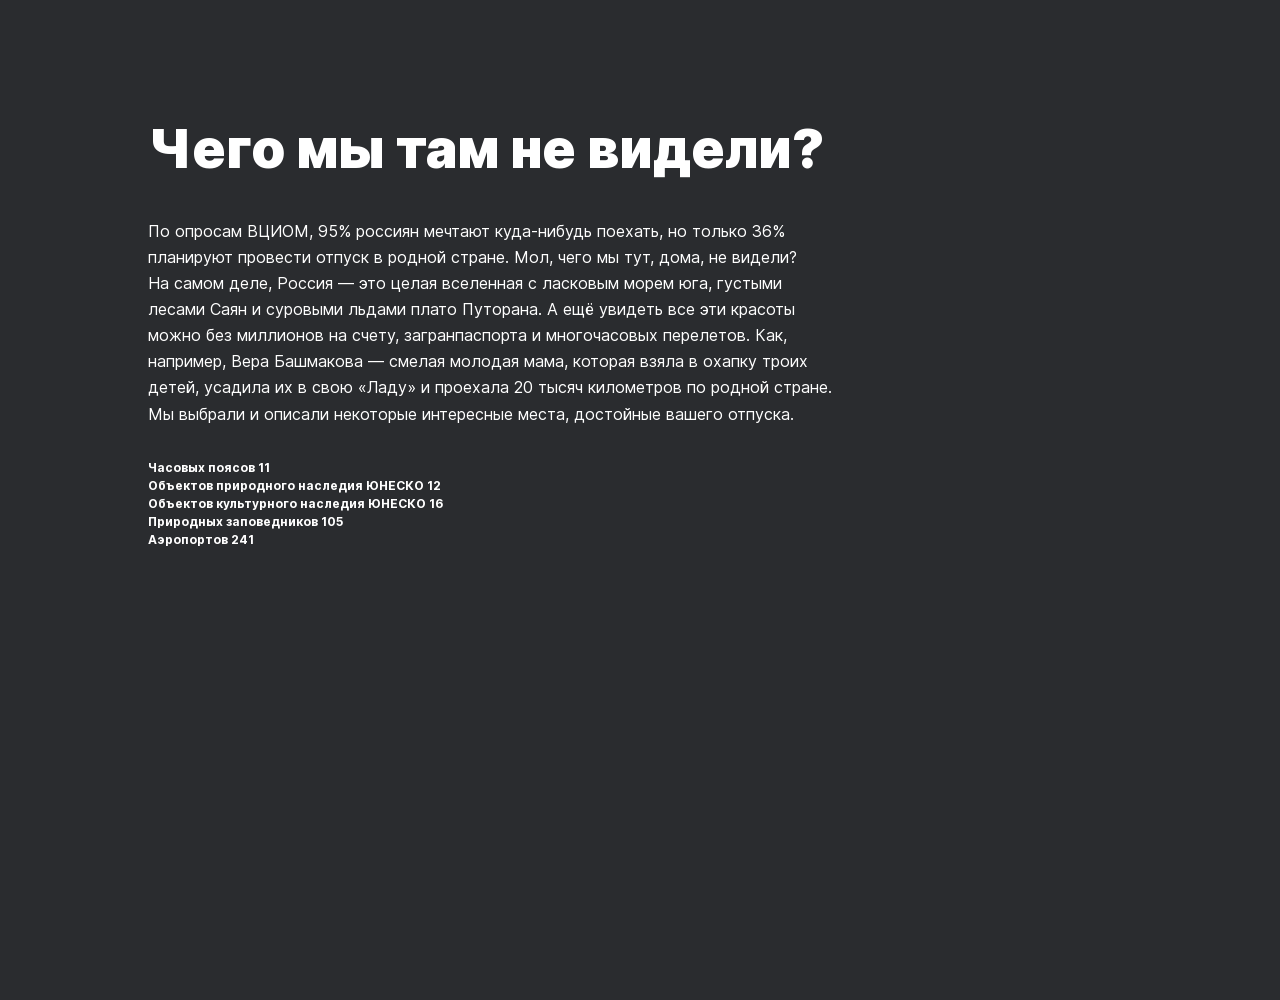 Чего мы там не видели?
По опросам ВЦИОМ, 95% россиян мечтают куда-нибудь поехать, но только 36%
планируют провести отпуск в родной стране. Мол, чего мы тут, дома, не видели?
На самом деле, Россия — это целая вселенная с ласковым морем юга, густыми
лесами Саян и суровыми льдами плато Путорана. А ещё увидеть все эти красоты
можно без миллионов на счету, загранпаспорта и многочасовых перелетов. Как,
например, Вера Башмакова — смелая молодая мама, которая взяла в охапку троих
детей, усадила их в свою «Ладу» и проехала 20 тысяч километров по родной стране.
Мы выбрали и описали некоторые интересные места, достойные вашего отпуска.
Часовых поясов 11
Объектов природного наследия ЮНЕСКО 12
Объектов культурного наследия ЮНЕСКО 16
Природных заповедников 105
Аэропортов 241